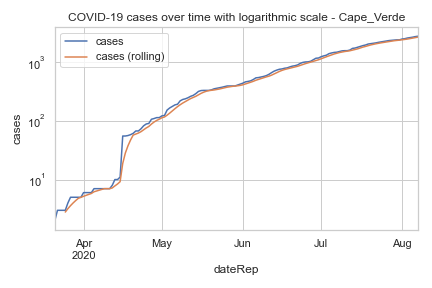 COVID-19 cases over time with logarithmic scale - Cape_Verde
cases
cases (rolling)
10³
10²
10¹
cases
Apr
2020
May
Jun
Jul
Aug
dateRep